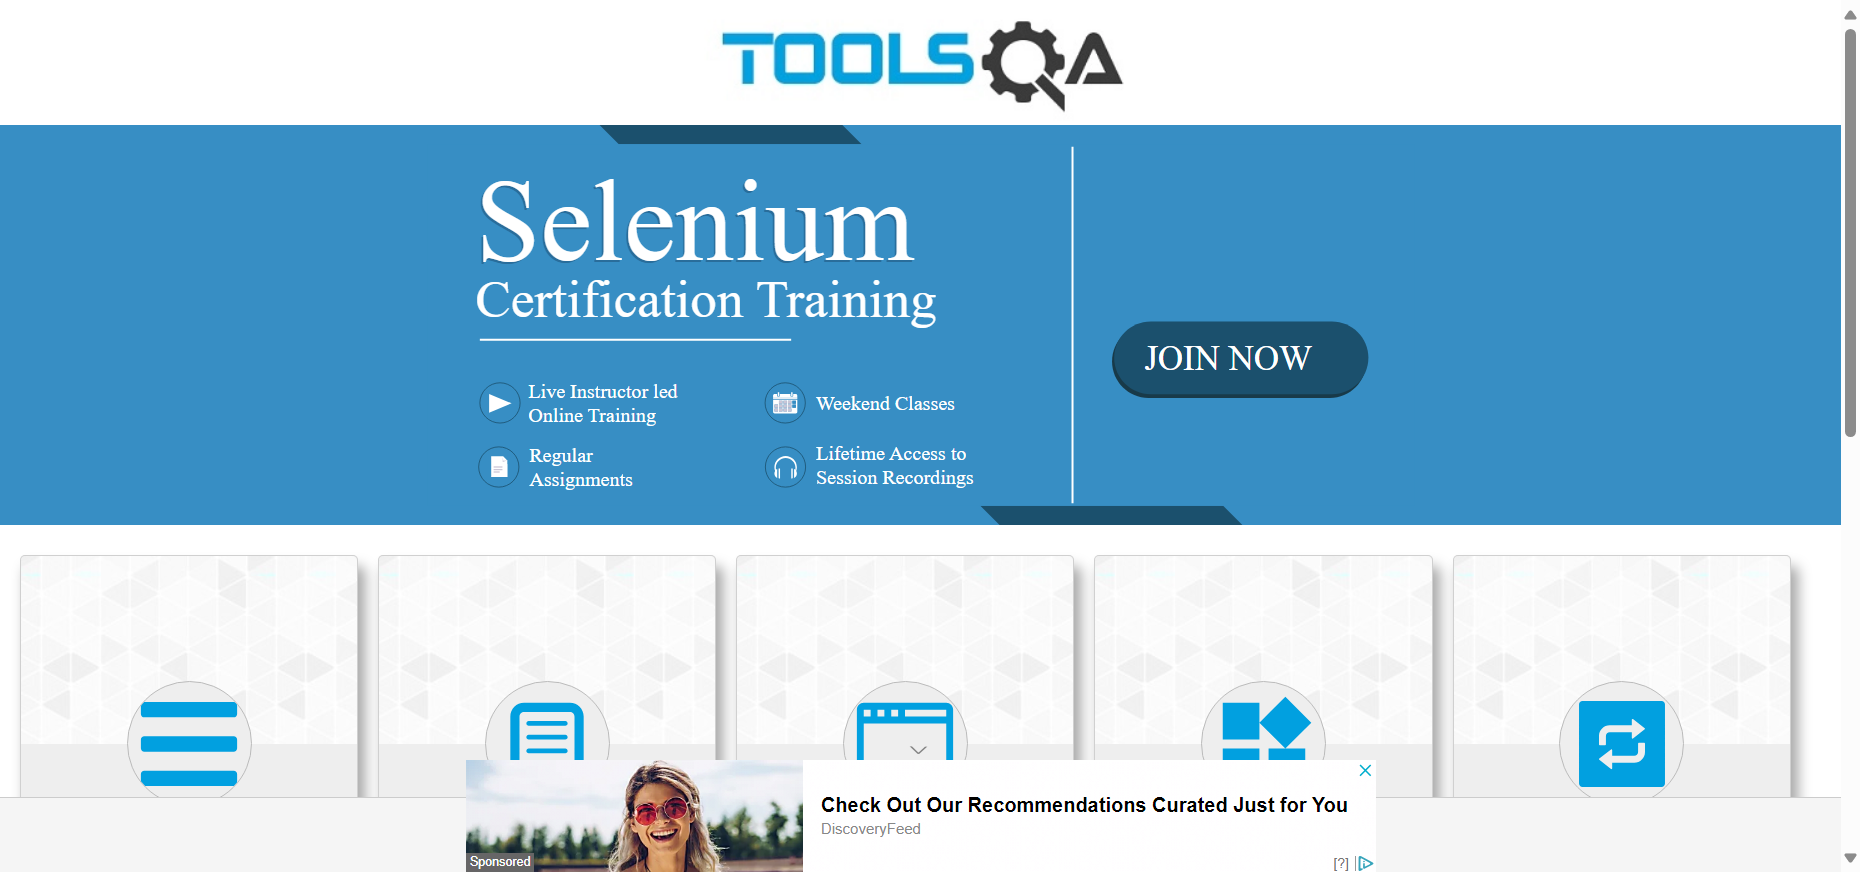 TOOLSQA
Selenium
Certification Training
JOIN NOW
Live Instructor led
Online Training
Weekend Classes
Regular
Assignments
Lifetime Access to
Session Recordings
Check Out Our Recommendations Curated Just for You
DiscoveryFeed
Sponsored
[?]